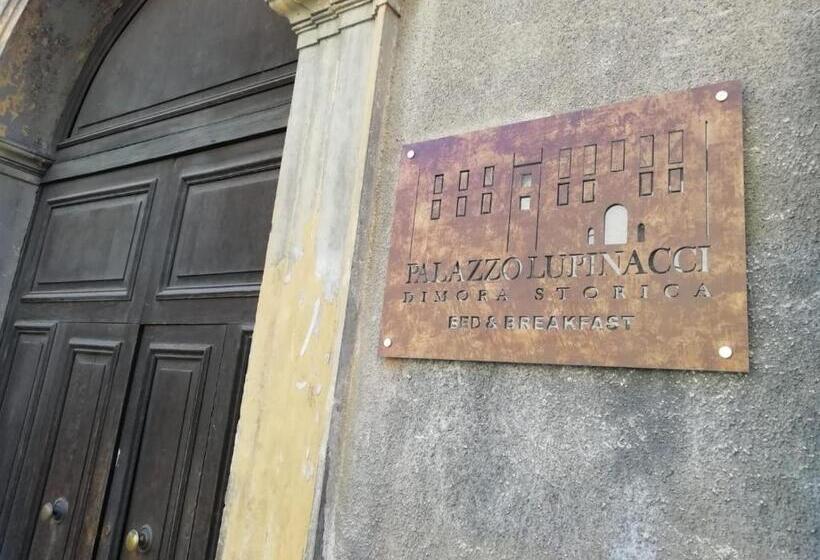 PALAZZO LUPINACCI
DIMORA STORICA
BED & BREAKFAST